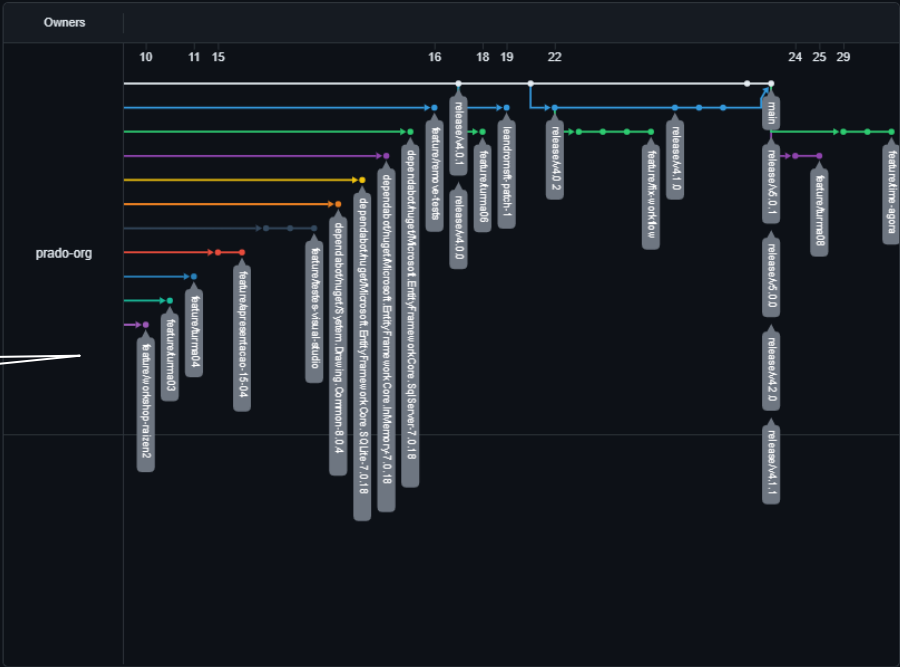 Owners
10 11 15 16 18 19 22 24 25 29
prado-org
feature/workshop-raizen2
feature/turma03
feature/turma04
feature/apresentacao-15-04
feature/testes-visual-studio
dependabot/nuget/System.Drawing.Common-8.0.4
dependabot/nuget/Microsoft.EntityFrameworkCore.SQLite-7.0.18
dependabot/nuget/Microsoft.EntityFrameworkCore.InMemory-7.0.18
dependabot/nuget/Microsoft.EntityFrameworkCore.SqlServer-7.0.18
feature/remove-tests
release/v4.0.1
release/v4.0.0
feature/turma06
leandromsft-patch-1
release/v4.0.2
feature/fix-workflow
release/v4.1.0
main
release/v5.0.1
release/v5.0.0
release/v4.2.0
release/v4.1.1
feature/turma08
feature/time-agora